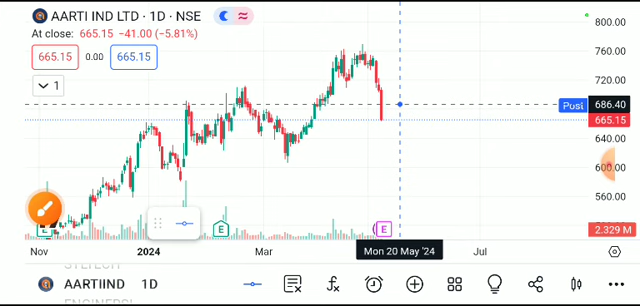 AARTI IND LTD · 1D · NSE
At close: 665.15 −41.00 (−5.81%)
665.15 0.00 665.15
1
800.00
760.00
720.00
Posi 686.40
665.15
640.00
600.00
560.00
2.329 M
E E E
Nov 2024 Mar Mon 20 May '24 Jul
AARTIIND 1D